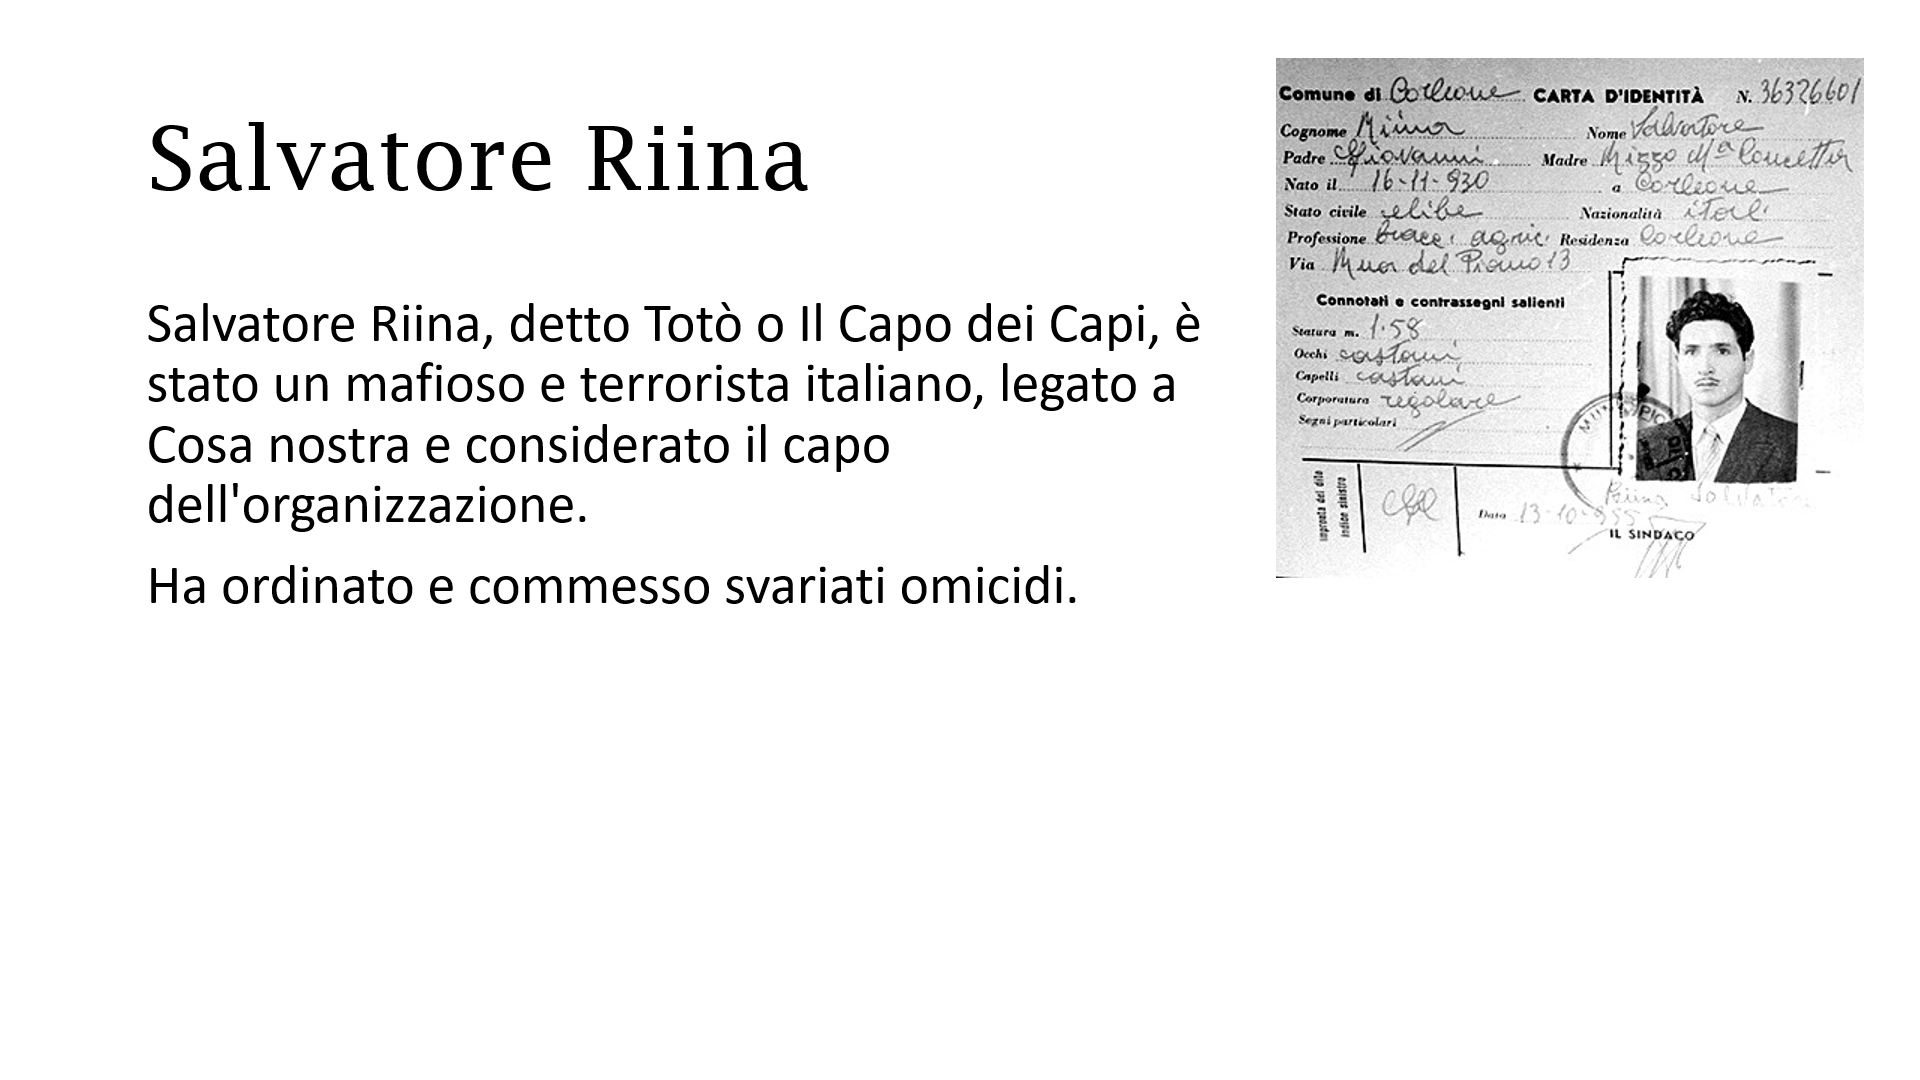 Salvatore Riina
Salvatore Riina, detto Totò o Il Capo dei Capi, è
stato un mafioso e terrorista italiano, legato a
Cosa nostra e considerato il capo
dell'organizzazione.
Ha ordinato e commesso svariati omicidi.
Comune di Corleone CARTA D'IDENTITÀ N. 36326601
Cognome Riina Nome Salvatore
Padre Giovanni Madre Rizzo Mª Concetta
Nato il 16-11-930 a Corleone
Stato civile celibe Nazionalità ital.
Professione bracc. agric. Residenza Corleone
Via Rua del Piano 13
Connotati e contrassegni salienti
Statura m. 1.58
Occhi castani
Capelli castani
Corporatura regolare
Segni particolari
MUNICIPIO
Riina Salvatore
Impronta del dito
indice sinistro
Data 13-10-955
IL SINDACO